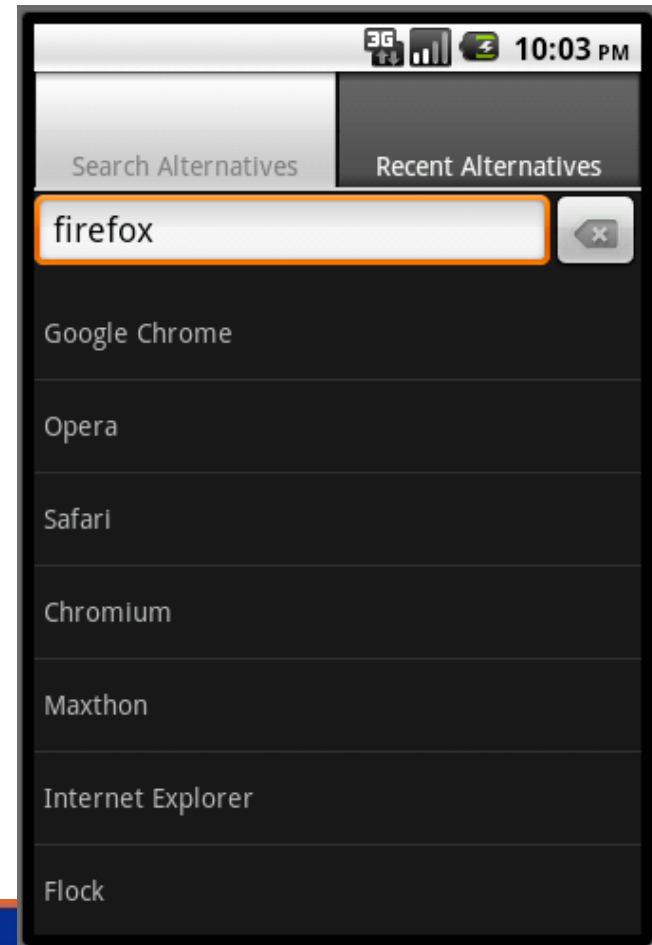 3G 10:03 PM
Search Alternatives Recent Alternatives
firefox
Google Chrome
Opera
Safari
Chromium
Maxthon
Internet Explorer
Flock